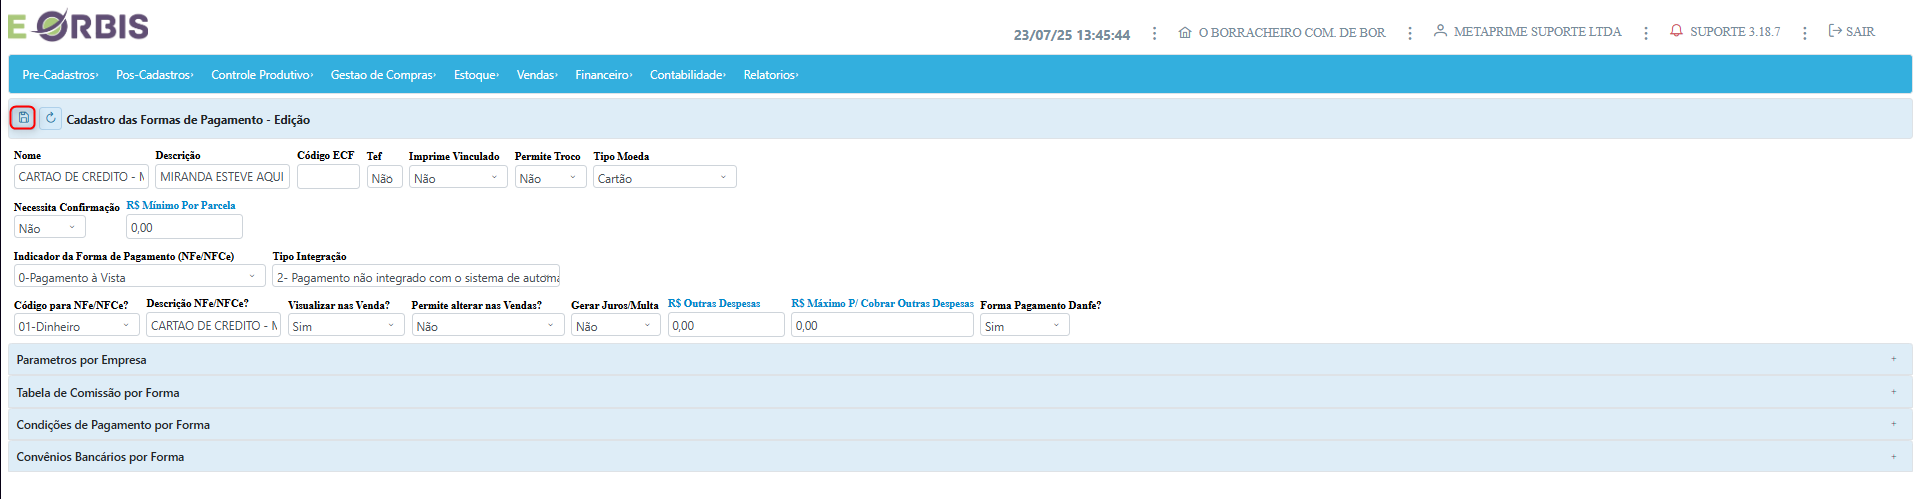 E ORBIS
23/07/25 13:45:44 O BORRACHEIRO COM. DE BOR METAPRIME SUPORTE LTDA SUPORTE 3.18.7 SAIR
Pre-Cadastros Pos-Cadastros Controle Produtivo Gestao de Compras Estoque Vendas Financeiro Contabilidade Relatorios
Cadastro das Formas de Pagamento - Edição
Nome Descrição Código ECF Tef Imprime Vinculado Permite Troco Tipo Moeda
CARTAO DE CREDITO - MIRANDA ESTEVE AQUI Não Não Não Cartão
Necessita Confirmação R$ Mínimo Por Parcela
Não 0,00
Indicador da Forma de Pagamento (NFe/NFCe) Tipo Integração
0-Pagamento à Vista 2- Pagamento não integrado com o sistema de automa
Código para NFe/NFCe? Descrição NFe/NFCe? Visualizar nas Venda? Permite alterar nas Vendas? Gerar Juros/Multa R$ Outras Despesas R$ Máximo P/ Cobrar Outras Despesas Forma Pagamento Danfe?
01-Dinheiro CARTAO DE CREDITO - Sim Não Não 0,00 0,00 Sim
Parametros por Empresa
Tabela de Comissão por Forma
Condições de Pagamento por Forma
Convênios Bancários por Forma